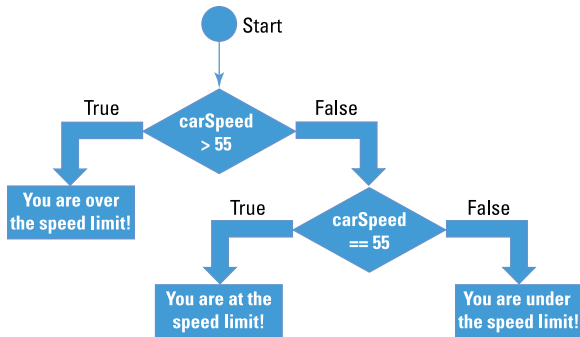 Start
True
False
carSpeed
> 55
You are over
the speed limit!
True
False
carSpeed
== 55
You are at the
speed limit!
You are under
the speed limit!